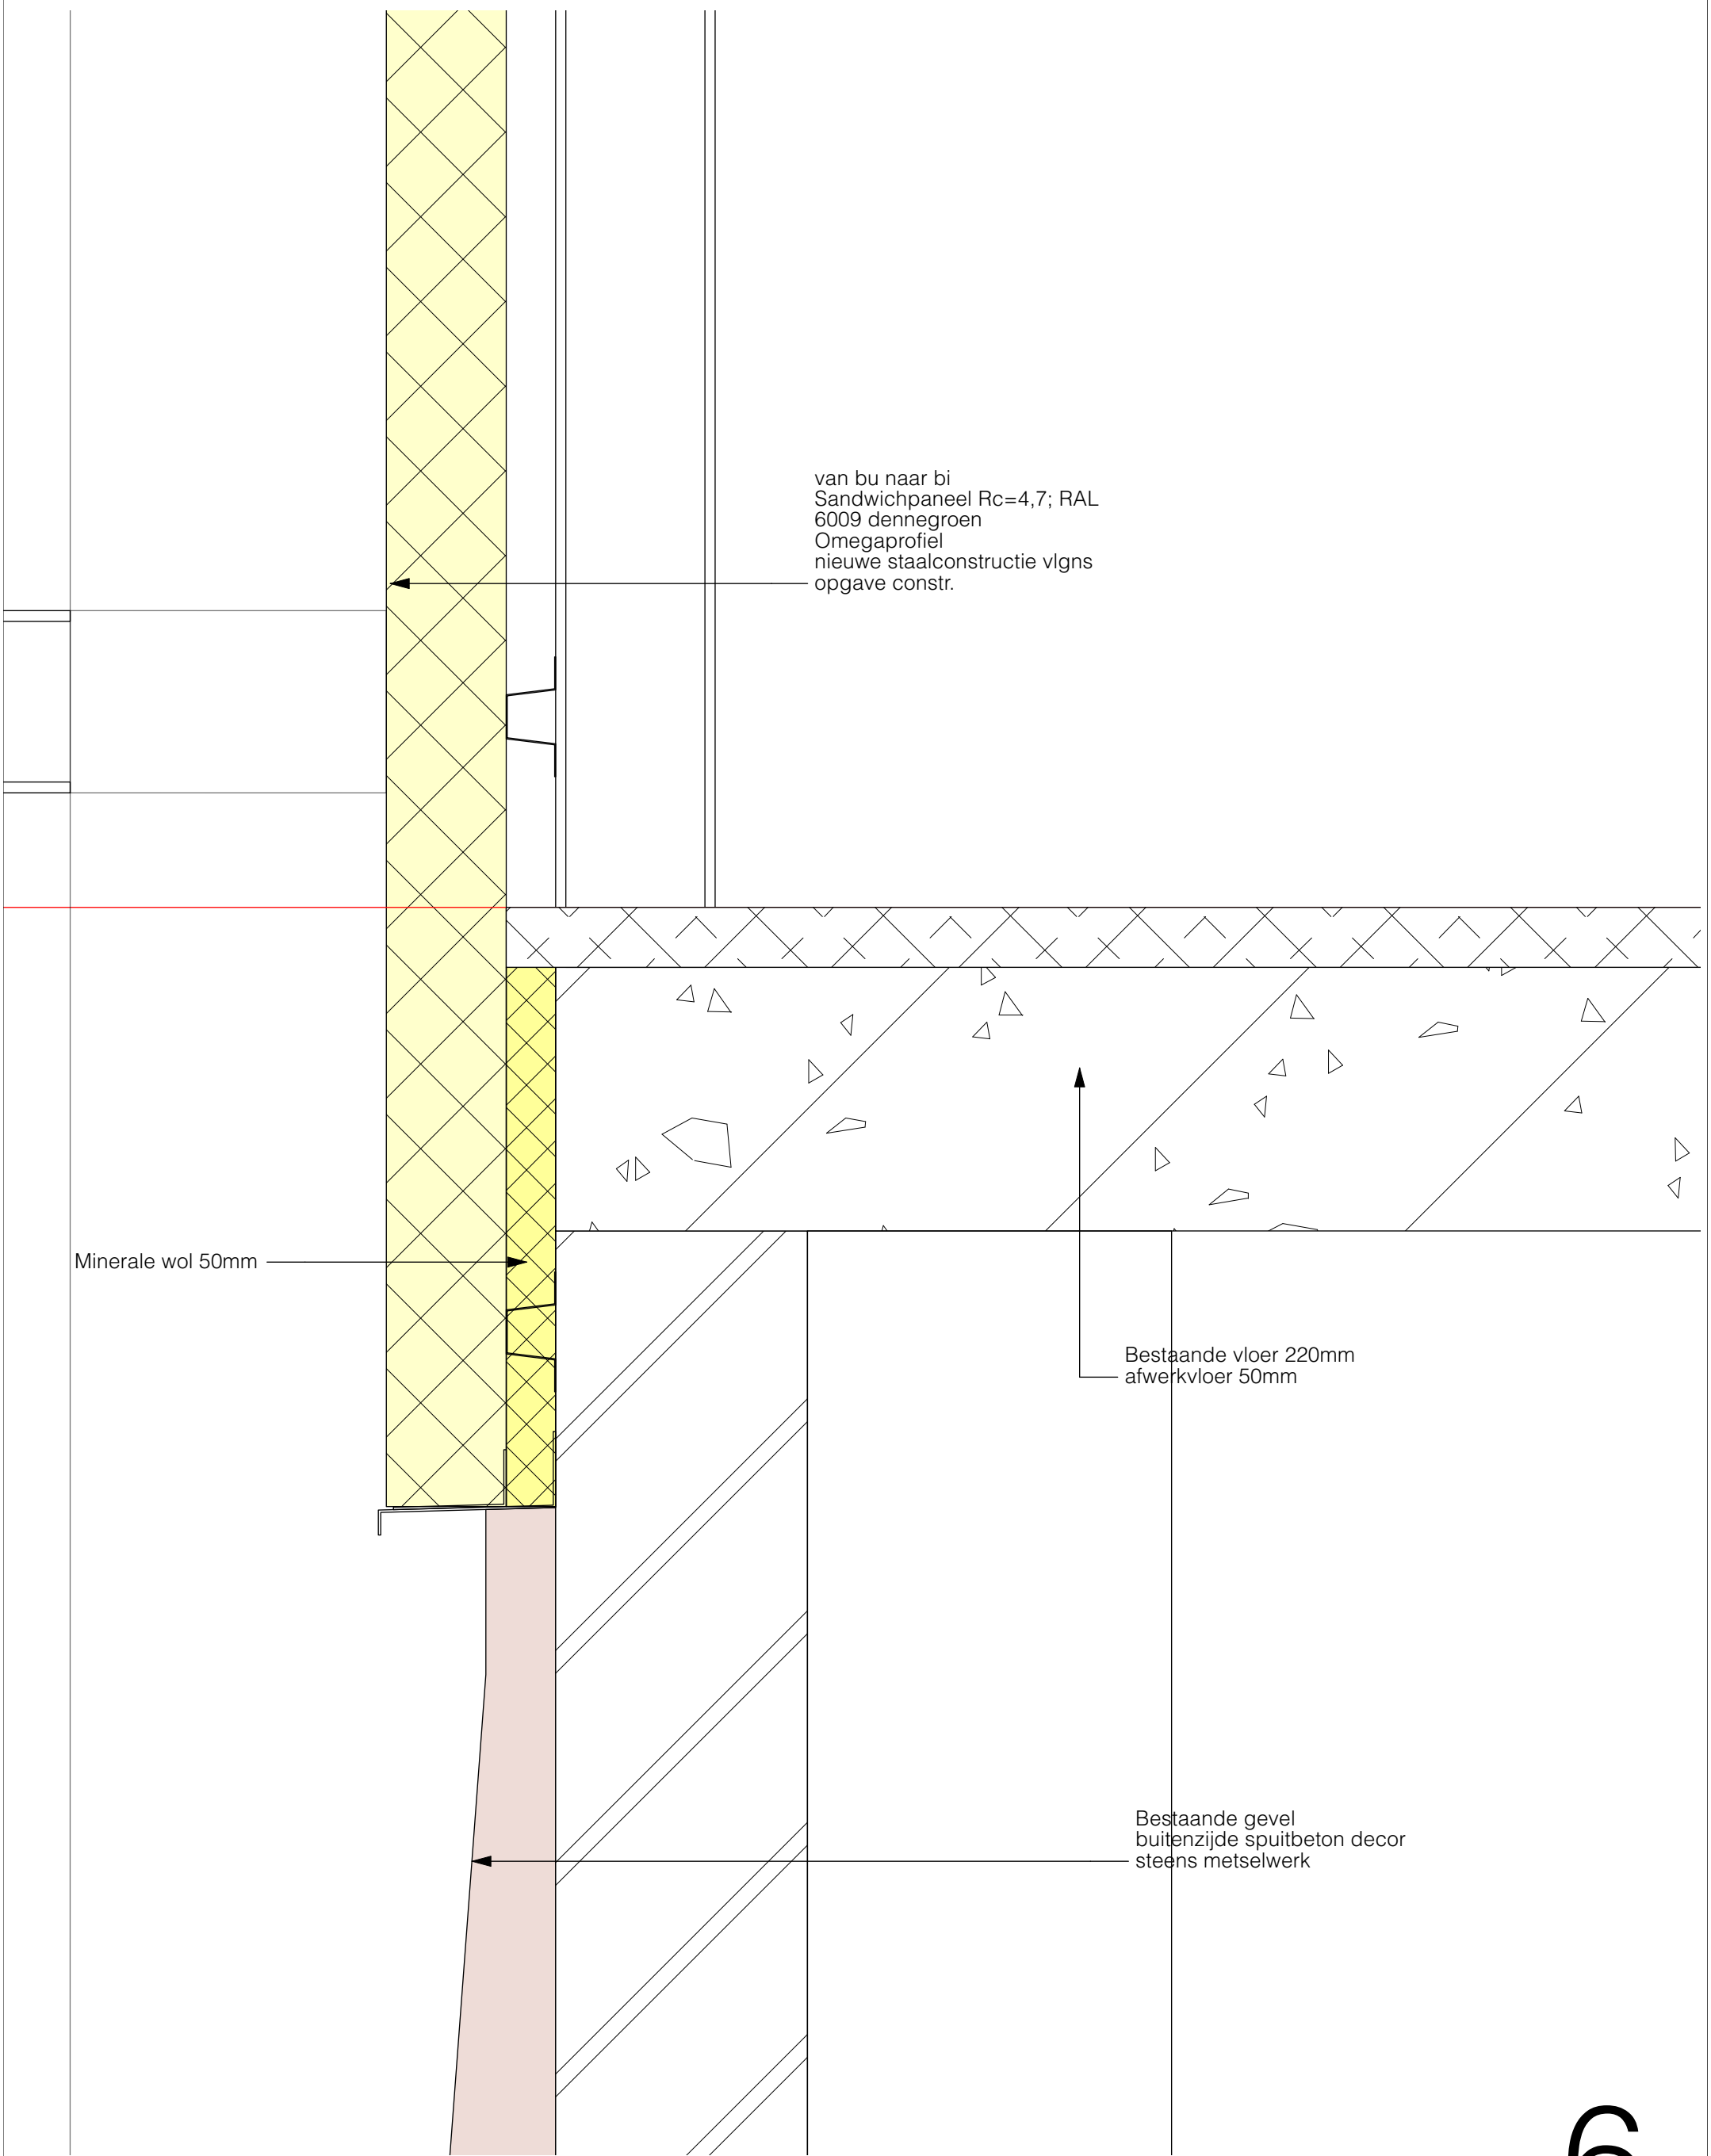 van bu naar bi
Sandwichpaneel Rc=4,7; RAL
6009 dennegroen
Omegaprofiel
nieuwe staalconstructie vlgns
opgave constr.
Minerale wol 50mm
Bestaande vloer 220mm
afwerkvloer 50mm
Bestaande gevel
buitenzijde spuitbeton decor
steens metselwerk
6